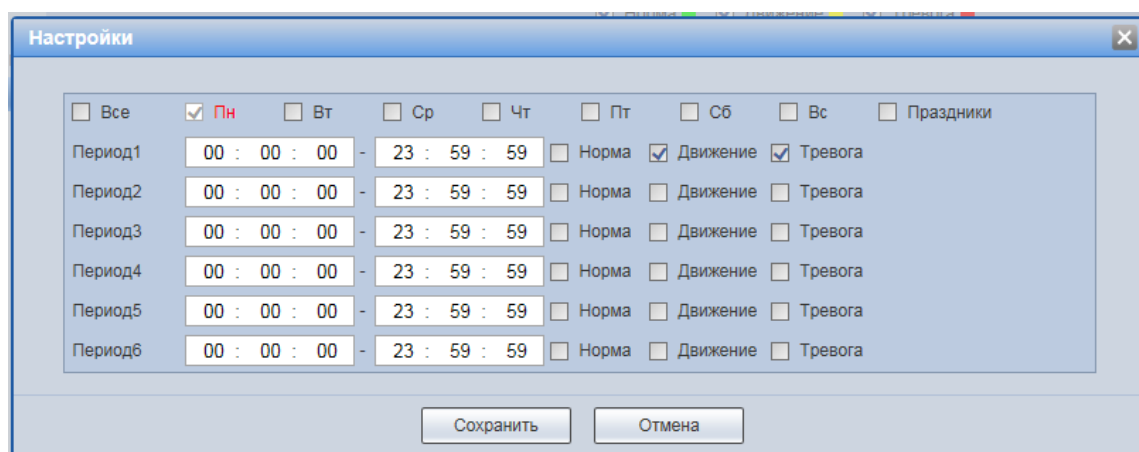 Норма Движение Тревога
Настройки
Все Пн Вт Ср Чт Пт Сб Вс Праздники
Период1 00 : 00 : 00 - 23 : 59 : 59 Норма Движение Тревога
Период2 00 : 00 : 00 - 23 : 59 : 59 Норма Движение Тревога
Период3 00 : 00 : 00 - 23 : 59 : 59 Норма Движение Тревога
Период4 00 : 00 : 00 - 23 : 59 : 59 Норма Движение Тревога
Период5 00 : 00 : 00 - 23 : 59 : 59 Норма Движение Тревога
Период6 00 : 00 : 00 - 23 : 59 : 59 Норма Движение Тревога
Сохранить Отмена